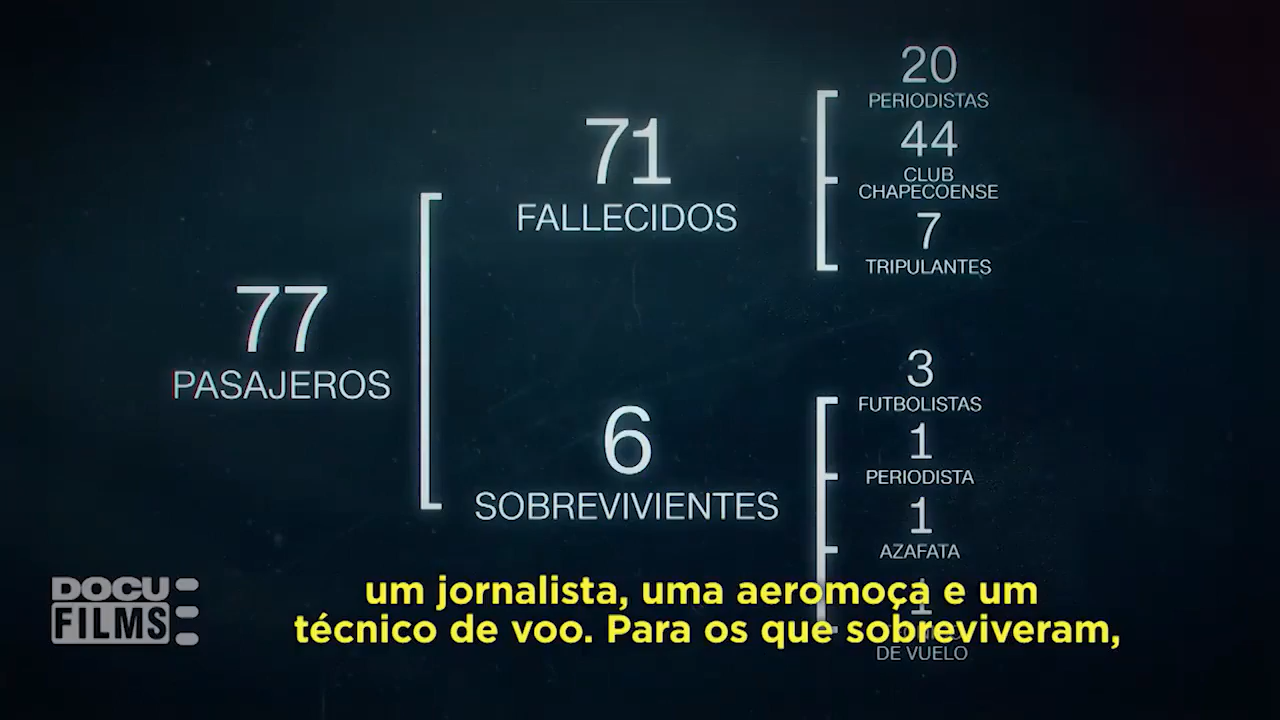 77
PASAJEROS
71
FALLECIDOS
20
PERIODISTAS
44
CLUB
CHAPECOENSE
7
TRIPULANTES
6
SOBREVIVIENTES
3
FUTBOLISTAS
1
PERIODISTA
1
AZAFATA
1
DE VUELO
DOCU
FILMS
um jornalista, uma aeromoça e um
técnico de voo. Para os que sobreviveram,